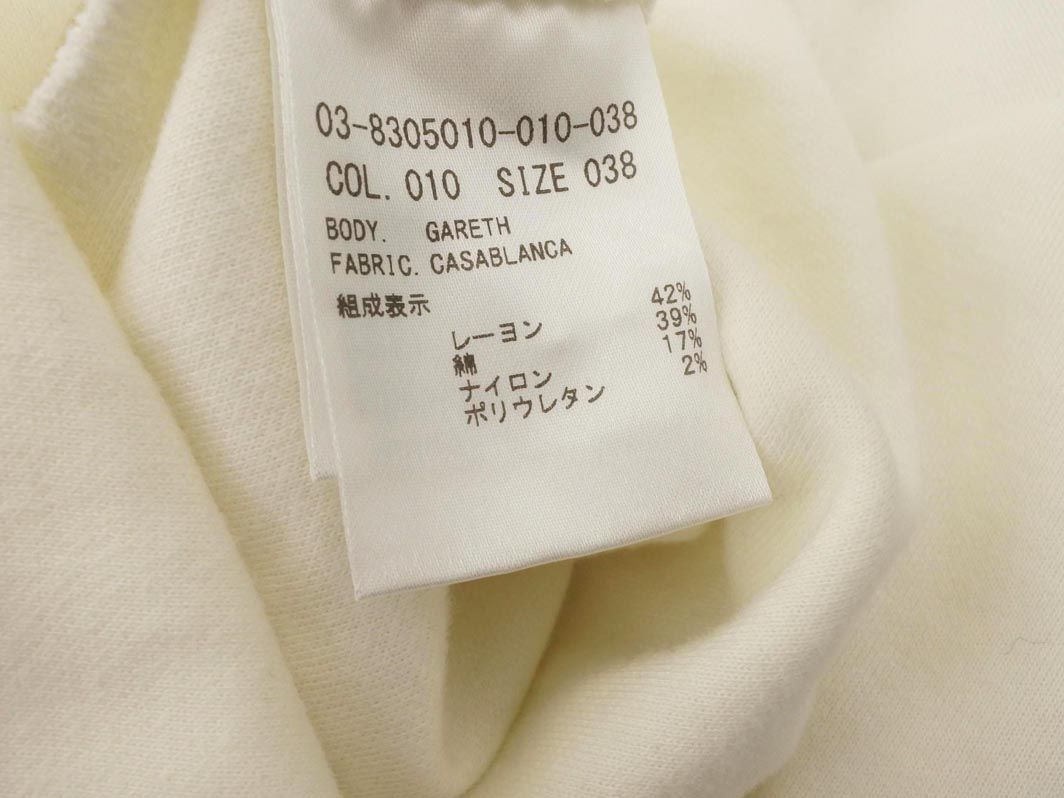 03-8305010-010-038
COL. 010 SIZE 038
BODY. GARETH
FABRIC. CASABLANCA
組成表示
レーヨン 42%
綿 39%
ナイロン 17%
ポリウレタン 2%